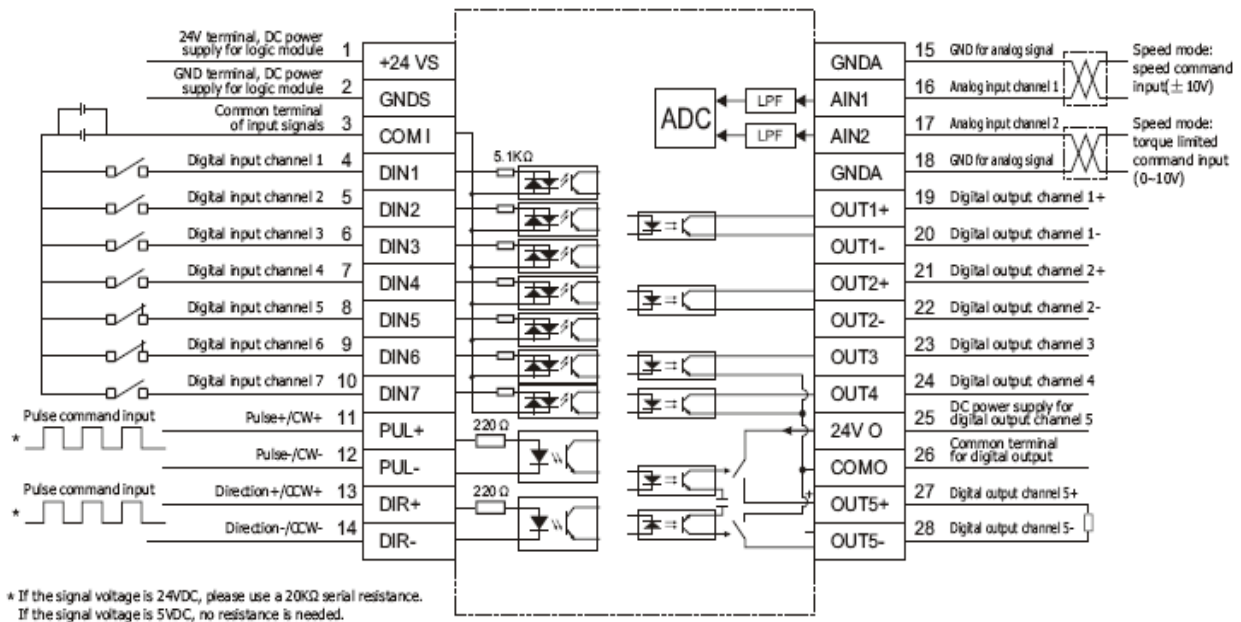 24V terminal, DC power
supply for logic module 1
+24 VS
GND terminal, DC power
supply for logic module 2
GNDS
Common terminal
of input signals 3
COM I
Digital input channel 1 4
DIN1
Digital input channel 2 5
DIN2
Digital input channel 3 6
DIN3
Digital input channel 4 7
DIN4
Digital input channel 5 8
DIN5
Digital input channel 6 9
DIN6
Digital input channel 7 10
DIN7
Pulse command input
*
Pulse+/CW+ 11
PUL+
Pulse-/CW- 12
PUL-
Pulse command input
*
Direction+/CCW+ 13
DIR+
Direction-/CCW- 14
DIR-
5.1KΩ
220 Ω
220 Ω
ADC
LPF
LPF
+
-
GNDA
15 GND for analog signal
AIN1
16 Analog input channel 1
Speed mode:
speed command
input(± 10V)
AIN2
17 Analog input channel 2
GNDA
18 GND for analog signal
Speed mode:
torque limited
command input
(0~10V)
OUT1+
19 Digital output channel 1+
OUT1-
20 Digital output channel 1-
OUT2+
21 Digital output channel 2+
OUT2-
22 Digital output channel 2-
OUT3
23 Digital output channel 3
OUT4
24 Digital output channel 4
24V O
25 DC power supply for
digital output channel 5
COMO
26 Common terminal
for digital output
OUT5+
27 Digital output channel 5+
OUT5-
28 Digital output channel 5-
* If the signal voltage is 24VDC, please use a 20KΩ serial resistance.
If the signal voltage is 5VDC, no resistance is needed.